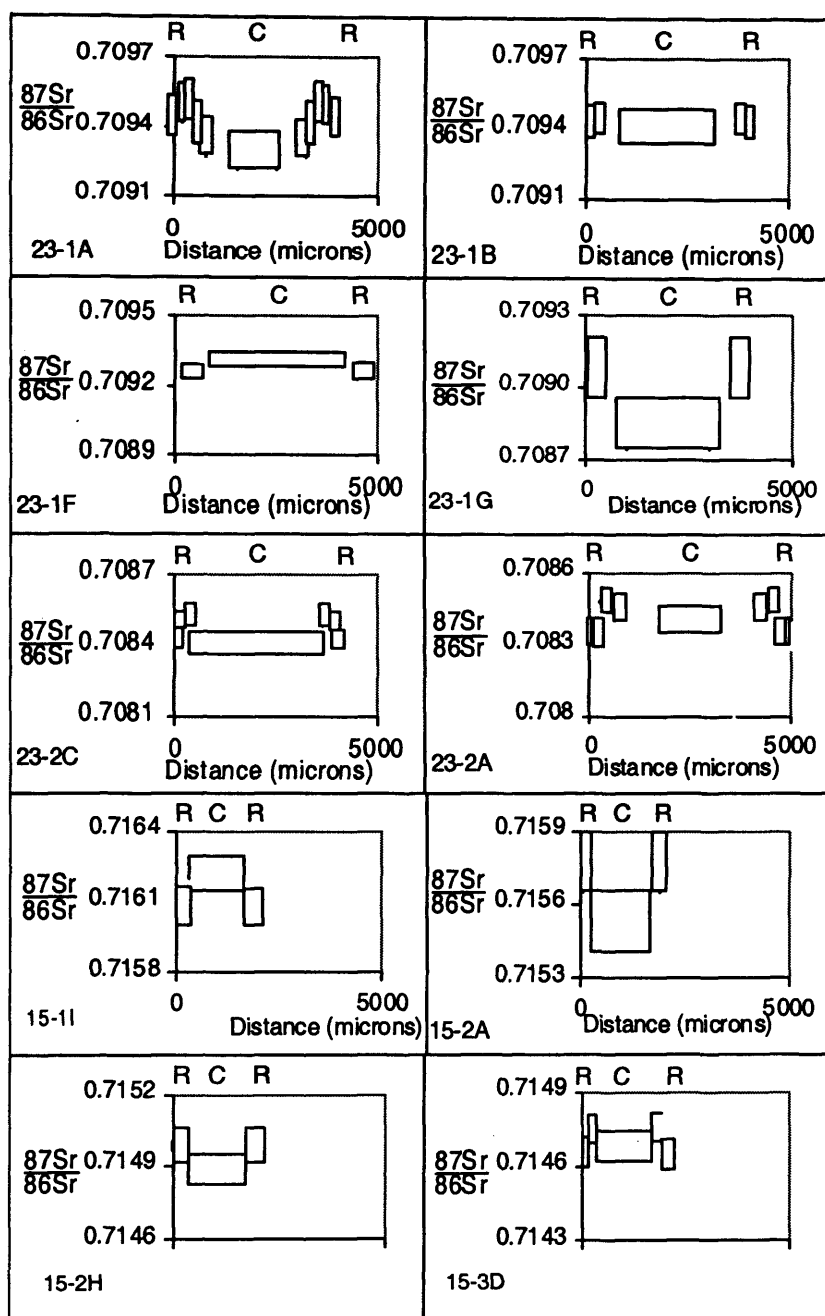 R C R
0.7097
87Sr
86Sr
0.7094
0.7091
0 5000
23-1A Distance (microns)
R C R
0.7097
87Sr
86Sr
0.7094
0.7091
0 5000
23-1B Distance (microns)
R C R
0.7095
87Sr
86Sr
0.7092
0.7089
0 5000
23-1F Distance (microns)
R C R
0.7093
87Sr
86Sr
0.7090
0.7087
0 5000
23-1G Distance (microns)
R C R
0.7087
87Sr
86Sr
0.7084
0.7081
0 5000
23-2C Distance (microns)
R C R
0.7086
87Sr
86Sr
0.7083
0.708
0 5000
23-2A Distance (microns)
R C R
0.7164
87Sr
86Sr
0.7161
0.7158
0 5000
15-1I Distance (microns)
R C R
0.7159
87Sr
86Sr
0.7156
0.7153
0 5000
15-2A Distance (microns)
R C R
0.7152
87Sr
86Sr
0.7149
0.7146
15-2H
R C R
0.7149
87Sr
86Sr
0.7146
0.7143
15-3D